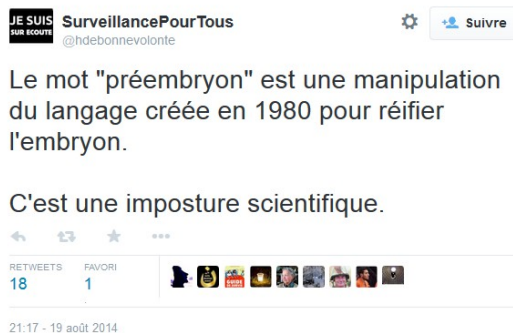 JE SUIS
SUR ECOUTE
SurveillancePourTous
@hdebonnevolonte
Suivre
Le mot "préembryon" est une manipulation
du langage créée en 1980 pour réifier
l'embryon.
C'est une imposture scientifique.
RETWEETS
18
FAVORI
1
21:17 - 19 août 2014